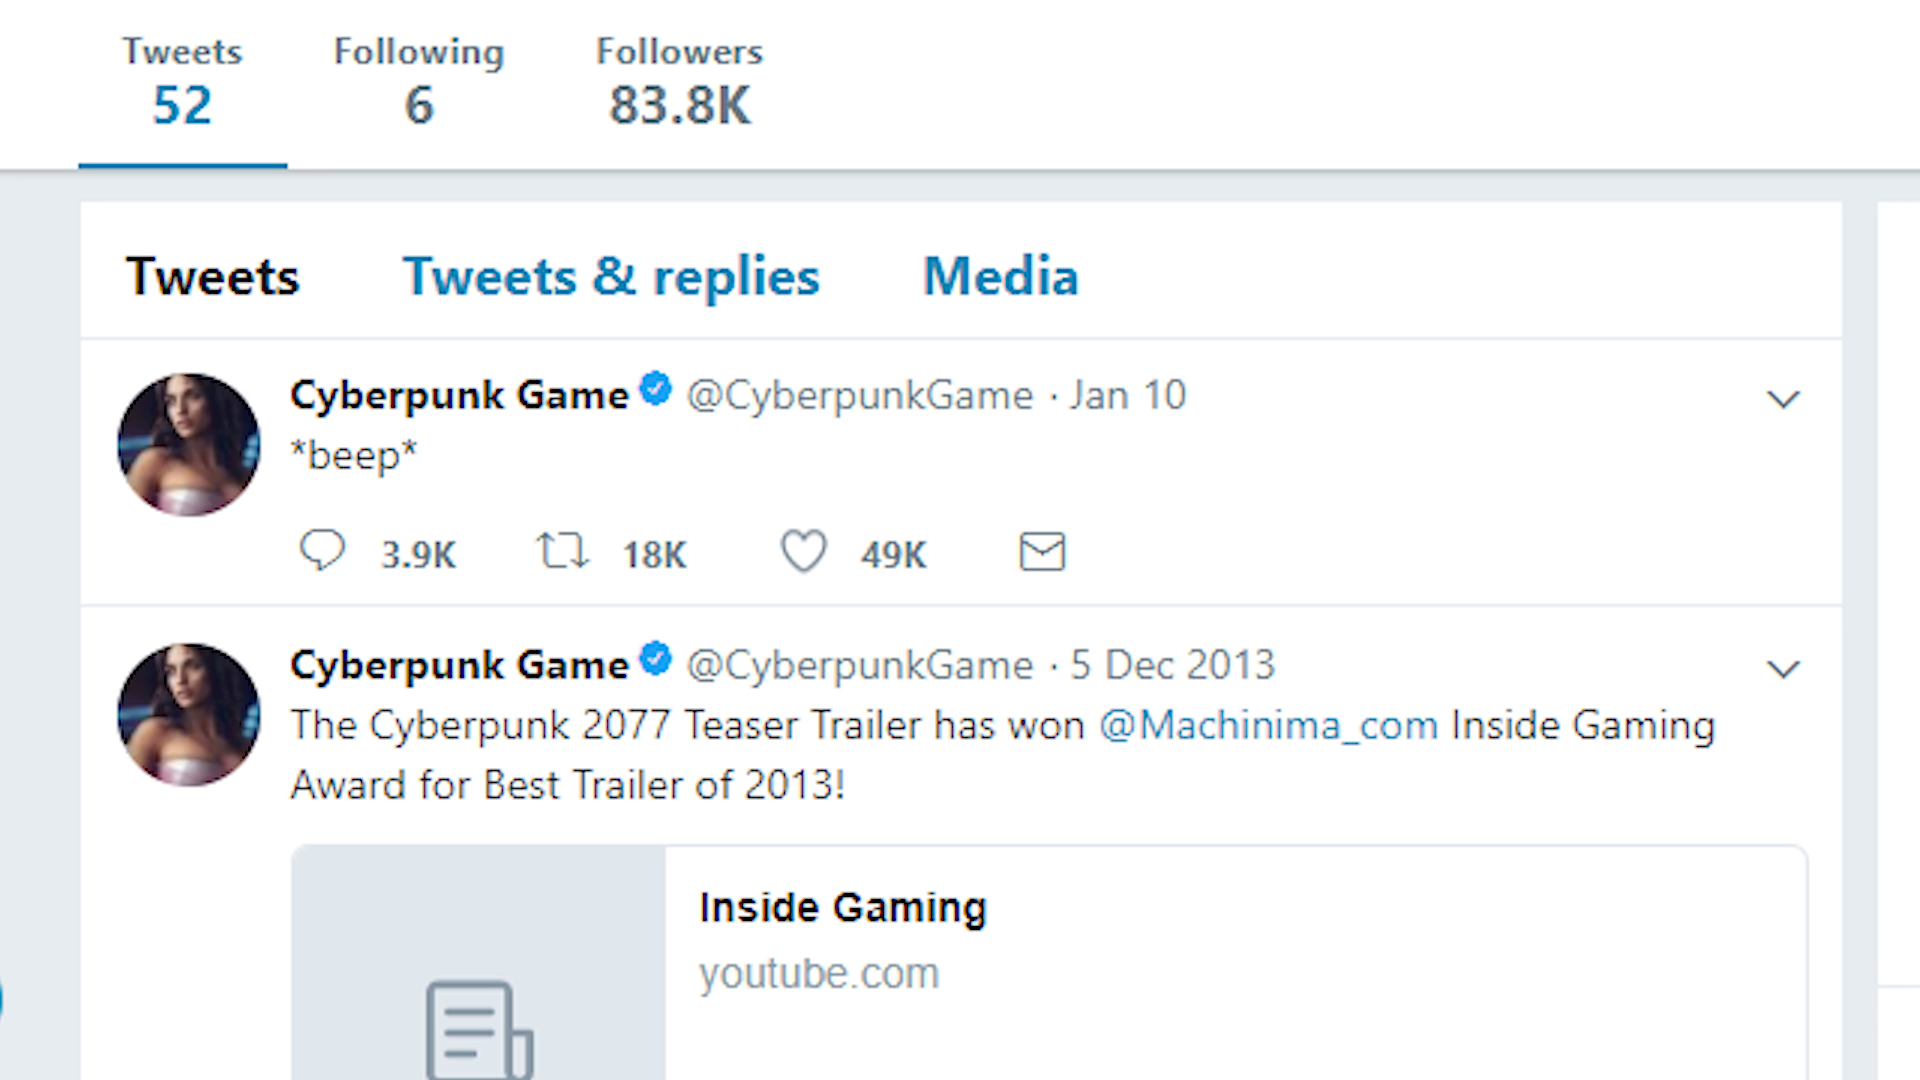 Tweets Following Followers
52 6 83.8K
Tweets Tweets & replies Media
Cyberpunk Game @CyberpunkGame · Jan 10
*beep*
3.9K 18K 49K
Cyberpunk Game @CyberpunkGame · 5 Dec 2013
The Cyberpunk 2077 Teaser Trailer has won @Machinima_com Inside Gaming
Award for Best Trailer of 2013!
Inside Gaming
youtube.com